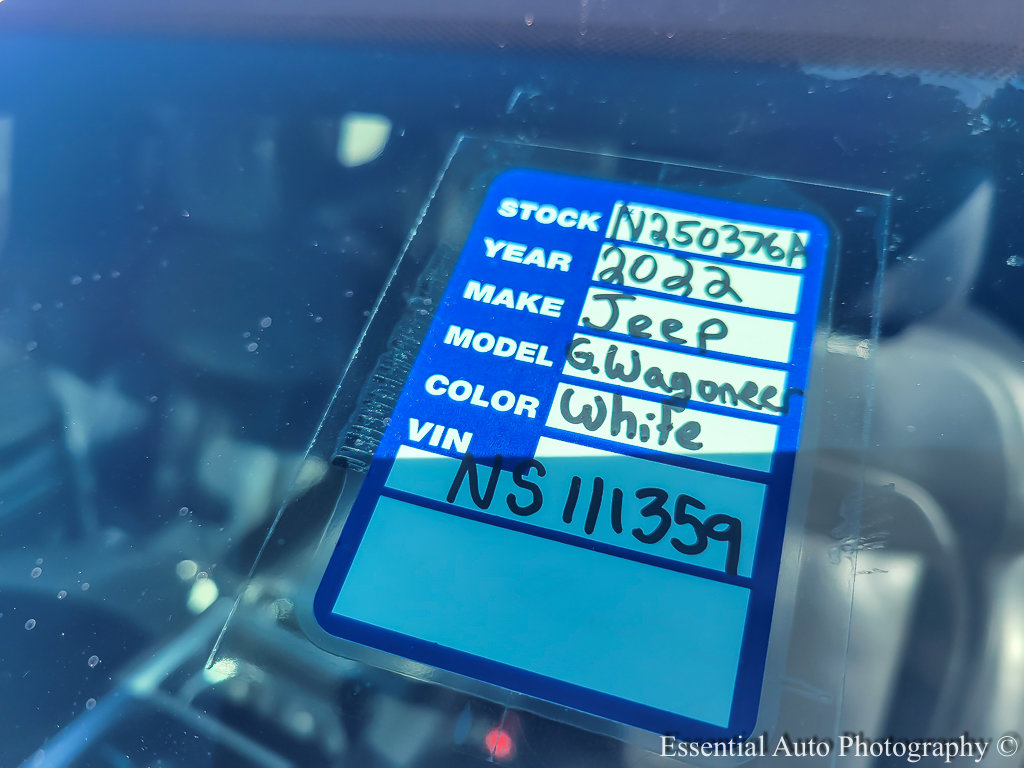 STOCK N250376A
YEAR 2022
MAKE Jeep
MODEL G.Wagoneer
COLOR White
VIN
NS111359
Essential Auto Photography ©